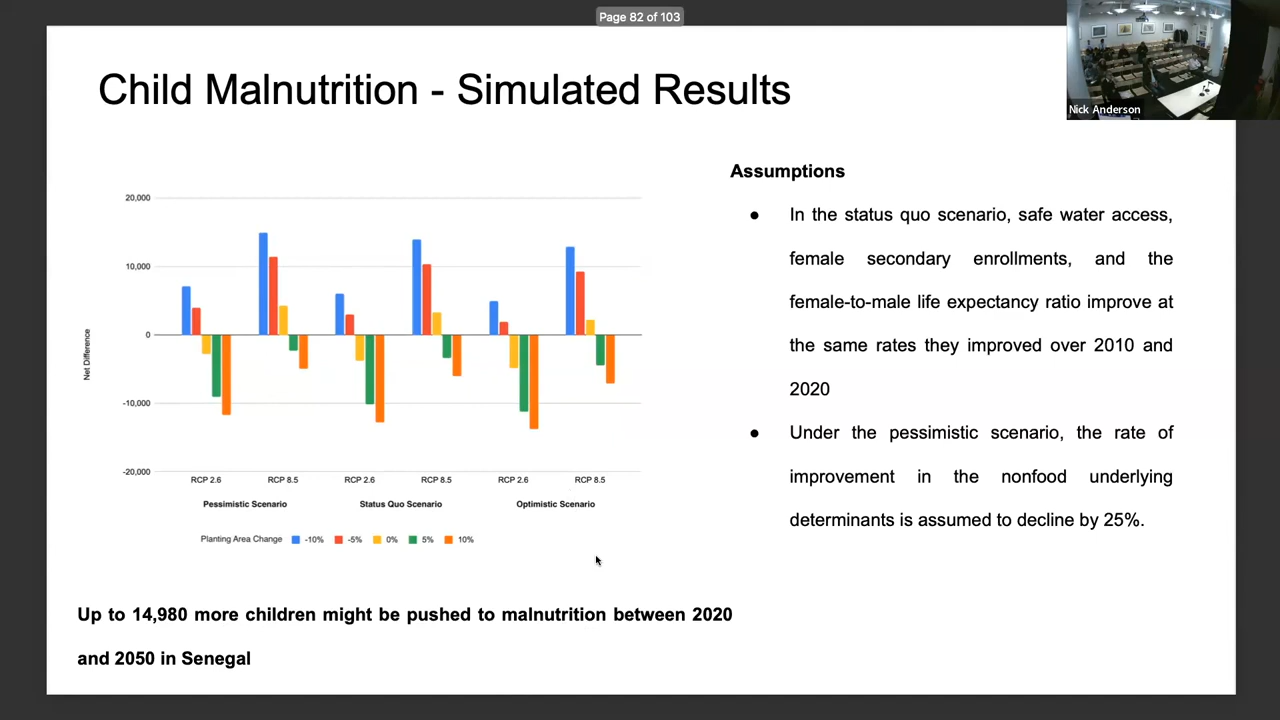 Page 82 of 103
Nick Anderson
Child Malnutrition - Simulated Results
20,000
10,000
0
-10,000
-20,000
Net Difference
RCP 2.6 RCP 8.5 RCP 2.6 RCP 8.5 RCP 2.6 RCP 8.5
Pessimistic Scenario Status Quo Scenario Optimistic Scenario
Planting Area Change -10% -5% 0% 5% 10%
Assumptions
● In the status quo scenario, safe water access,
female secondary enrollments, and the
female-to-male life expectancy ratio improve at
the same rates they improved over 2010 and
2020
● Under the pessimistic scenario, the rate of
improvement in the nonfood underlying
determinants is assumed to decline by 25%.
Up to 14,980 more children might be pushed to malnutrition between 2020
and 2050 in Senegal